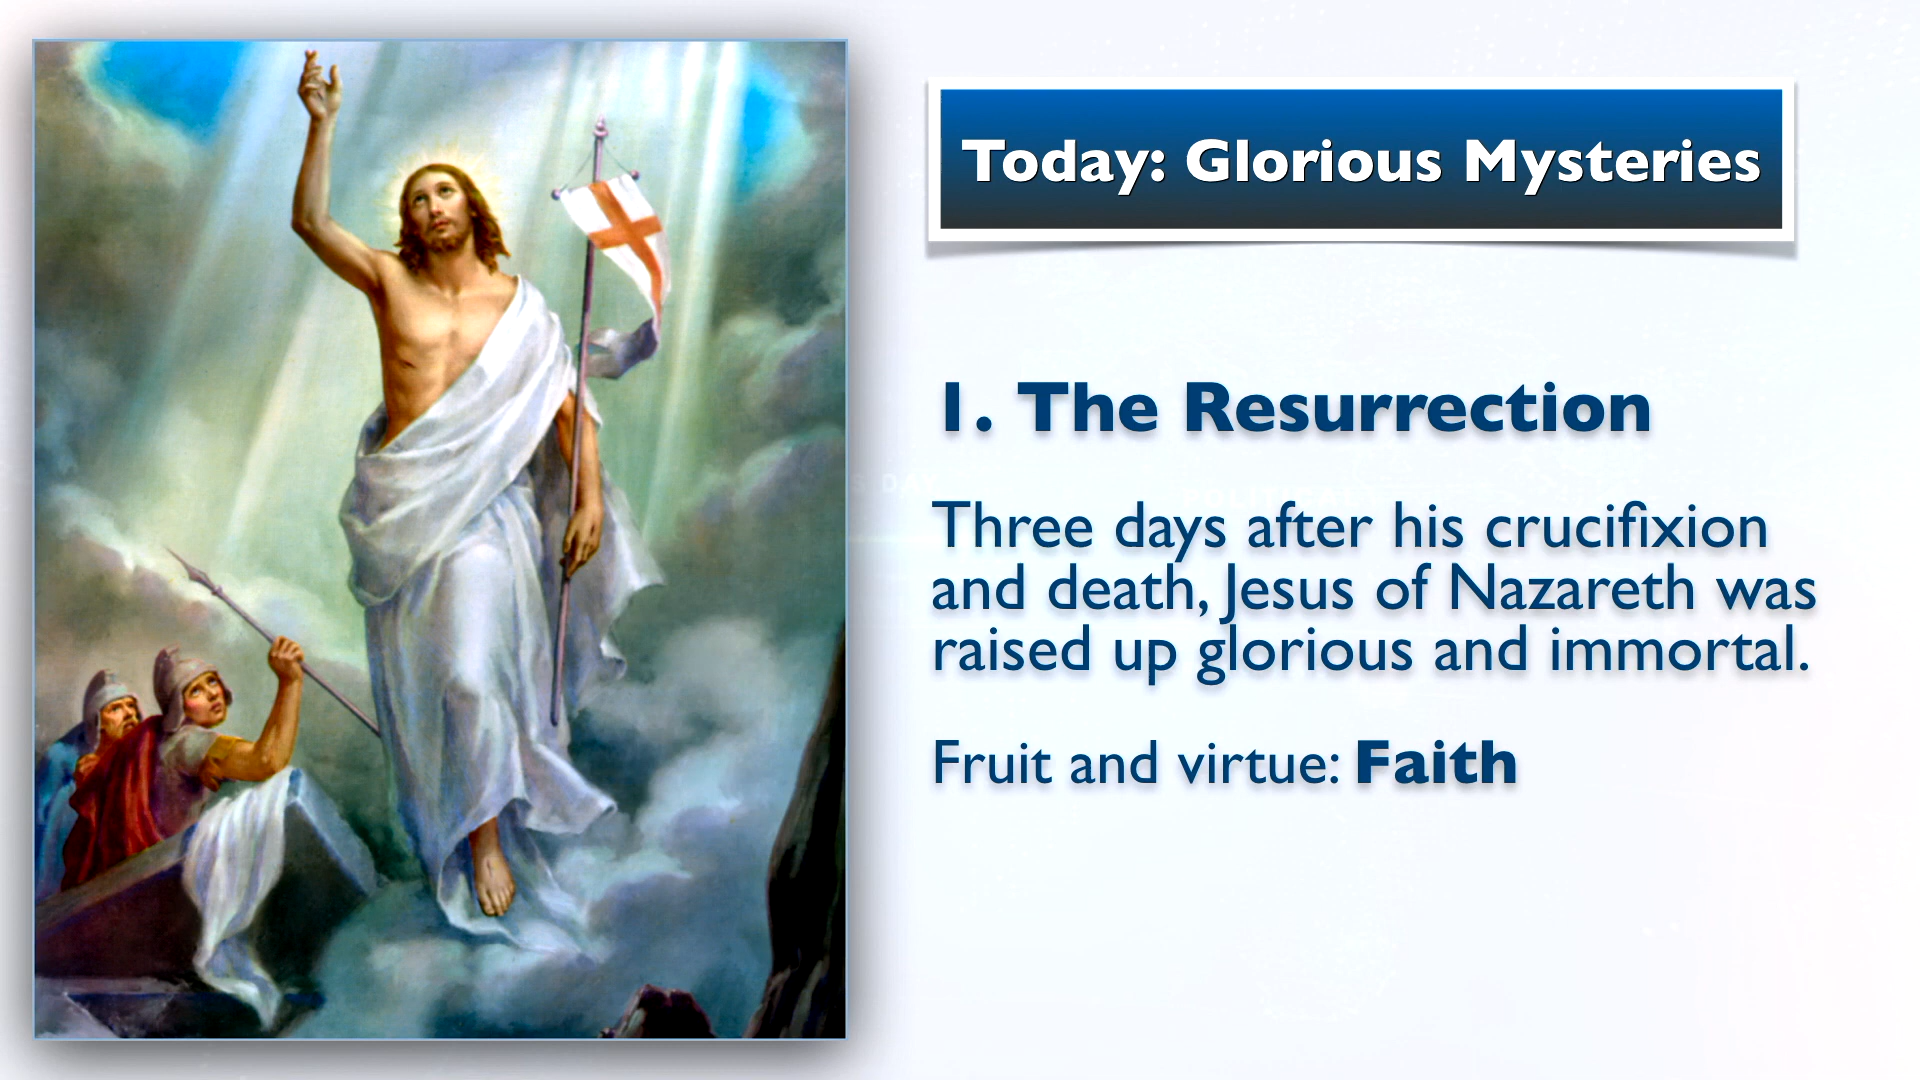 Today: Glorious Mysteries
1. The Resurrection
Three days after his crucifixion
and death, Jesus of Nazareth was
raised up glorious and immortal.
Fruit and virtue: Faith